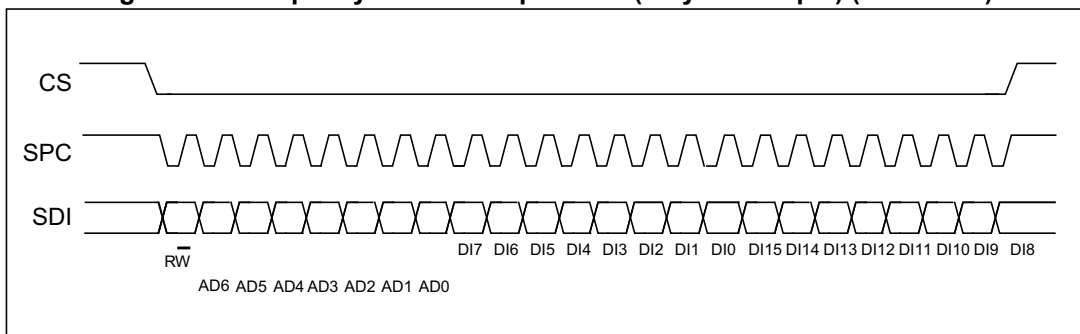 CS
SPC
SDI
RW
DI7 DI6 DI5 DI4 DI3 DI2 DI1 DI0 DI15 DI14 DI13 DI12 DI11 DI10 DI9 DI8
AD6 AD5 AD4 AD3 AD2 AD1 AD0